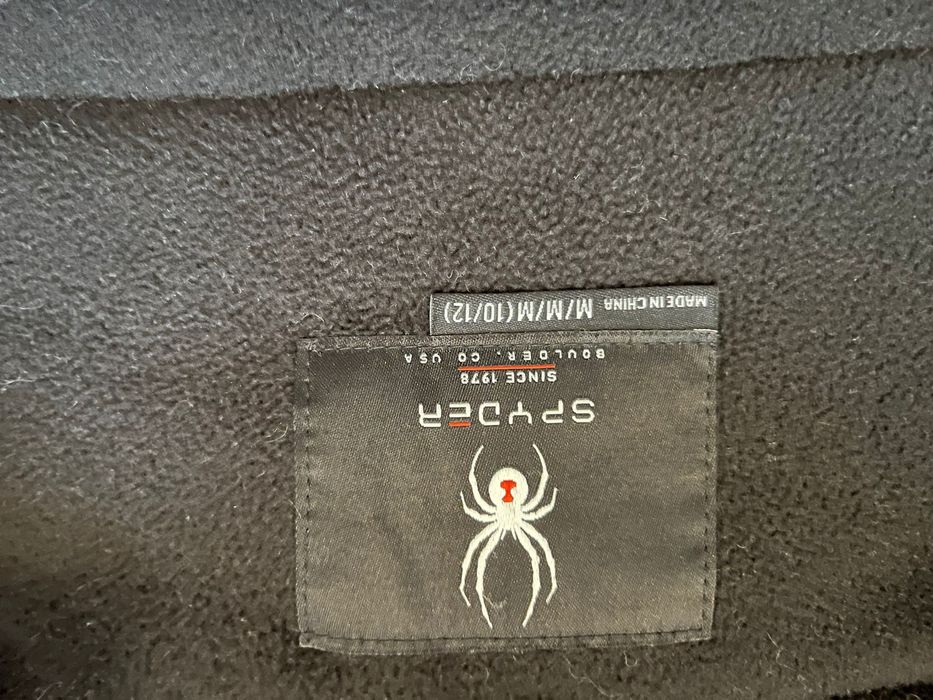 SPYDER
SINCE 1978
BOULDER, CO USA
M/M/M (10/12) MADE IN CHINA